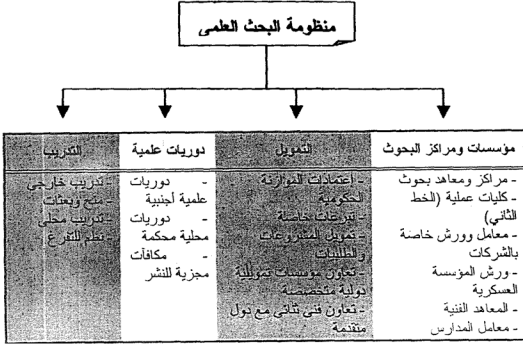 منظومة البحث العلمى
مؤسسات ومراكز البحوث
- مراكز ومعاهد بحوث
- كليات عملية (الخط
الثاني)
- معامل وورش خاصة
بالشركات
- ورش المؤسسة
العسكرية
- المعاهد الفنية
- معامل المدارس
التمويل
- اعتمادات الموازنة
الحكومية
- تبرعات خاصة
- تمويل المشروعات
والطلبات
- تعاون مؤسسات تمويلية
دولية متخصصة
- تعاون فني ثنائي مع دول
متقدمة
دوريات علمية
- دوريات
علمية أجنبية
- دوريات
محلية محكمة
- مكافآت
مجزية للنشر
التدريب
- تدريب خارجي
- منح وبعثات
- تدريب محلي
- نظم للتفرغ